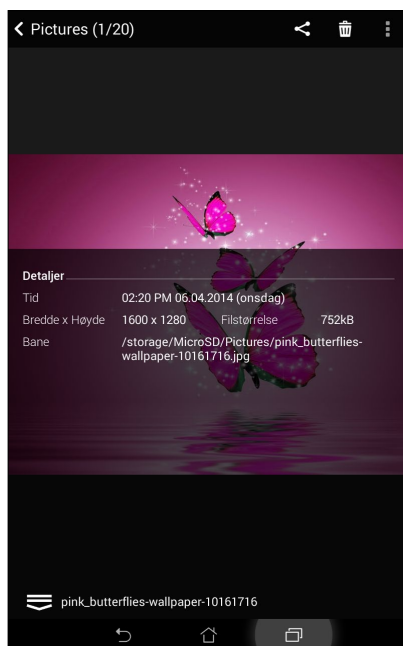 Pictures (1/20)
Detaljer
Tid 02:20 PM 06.04.2014 (onsdag)
Bredde x Høyde 1600 x 1280 Filstørrelse 752kB
Bane /storage/MicroSD/Pictures/pink_butterflies-
wallpaper-10161716.jpg
pink_butterflies-wallpaper-10161716